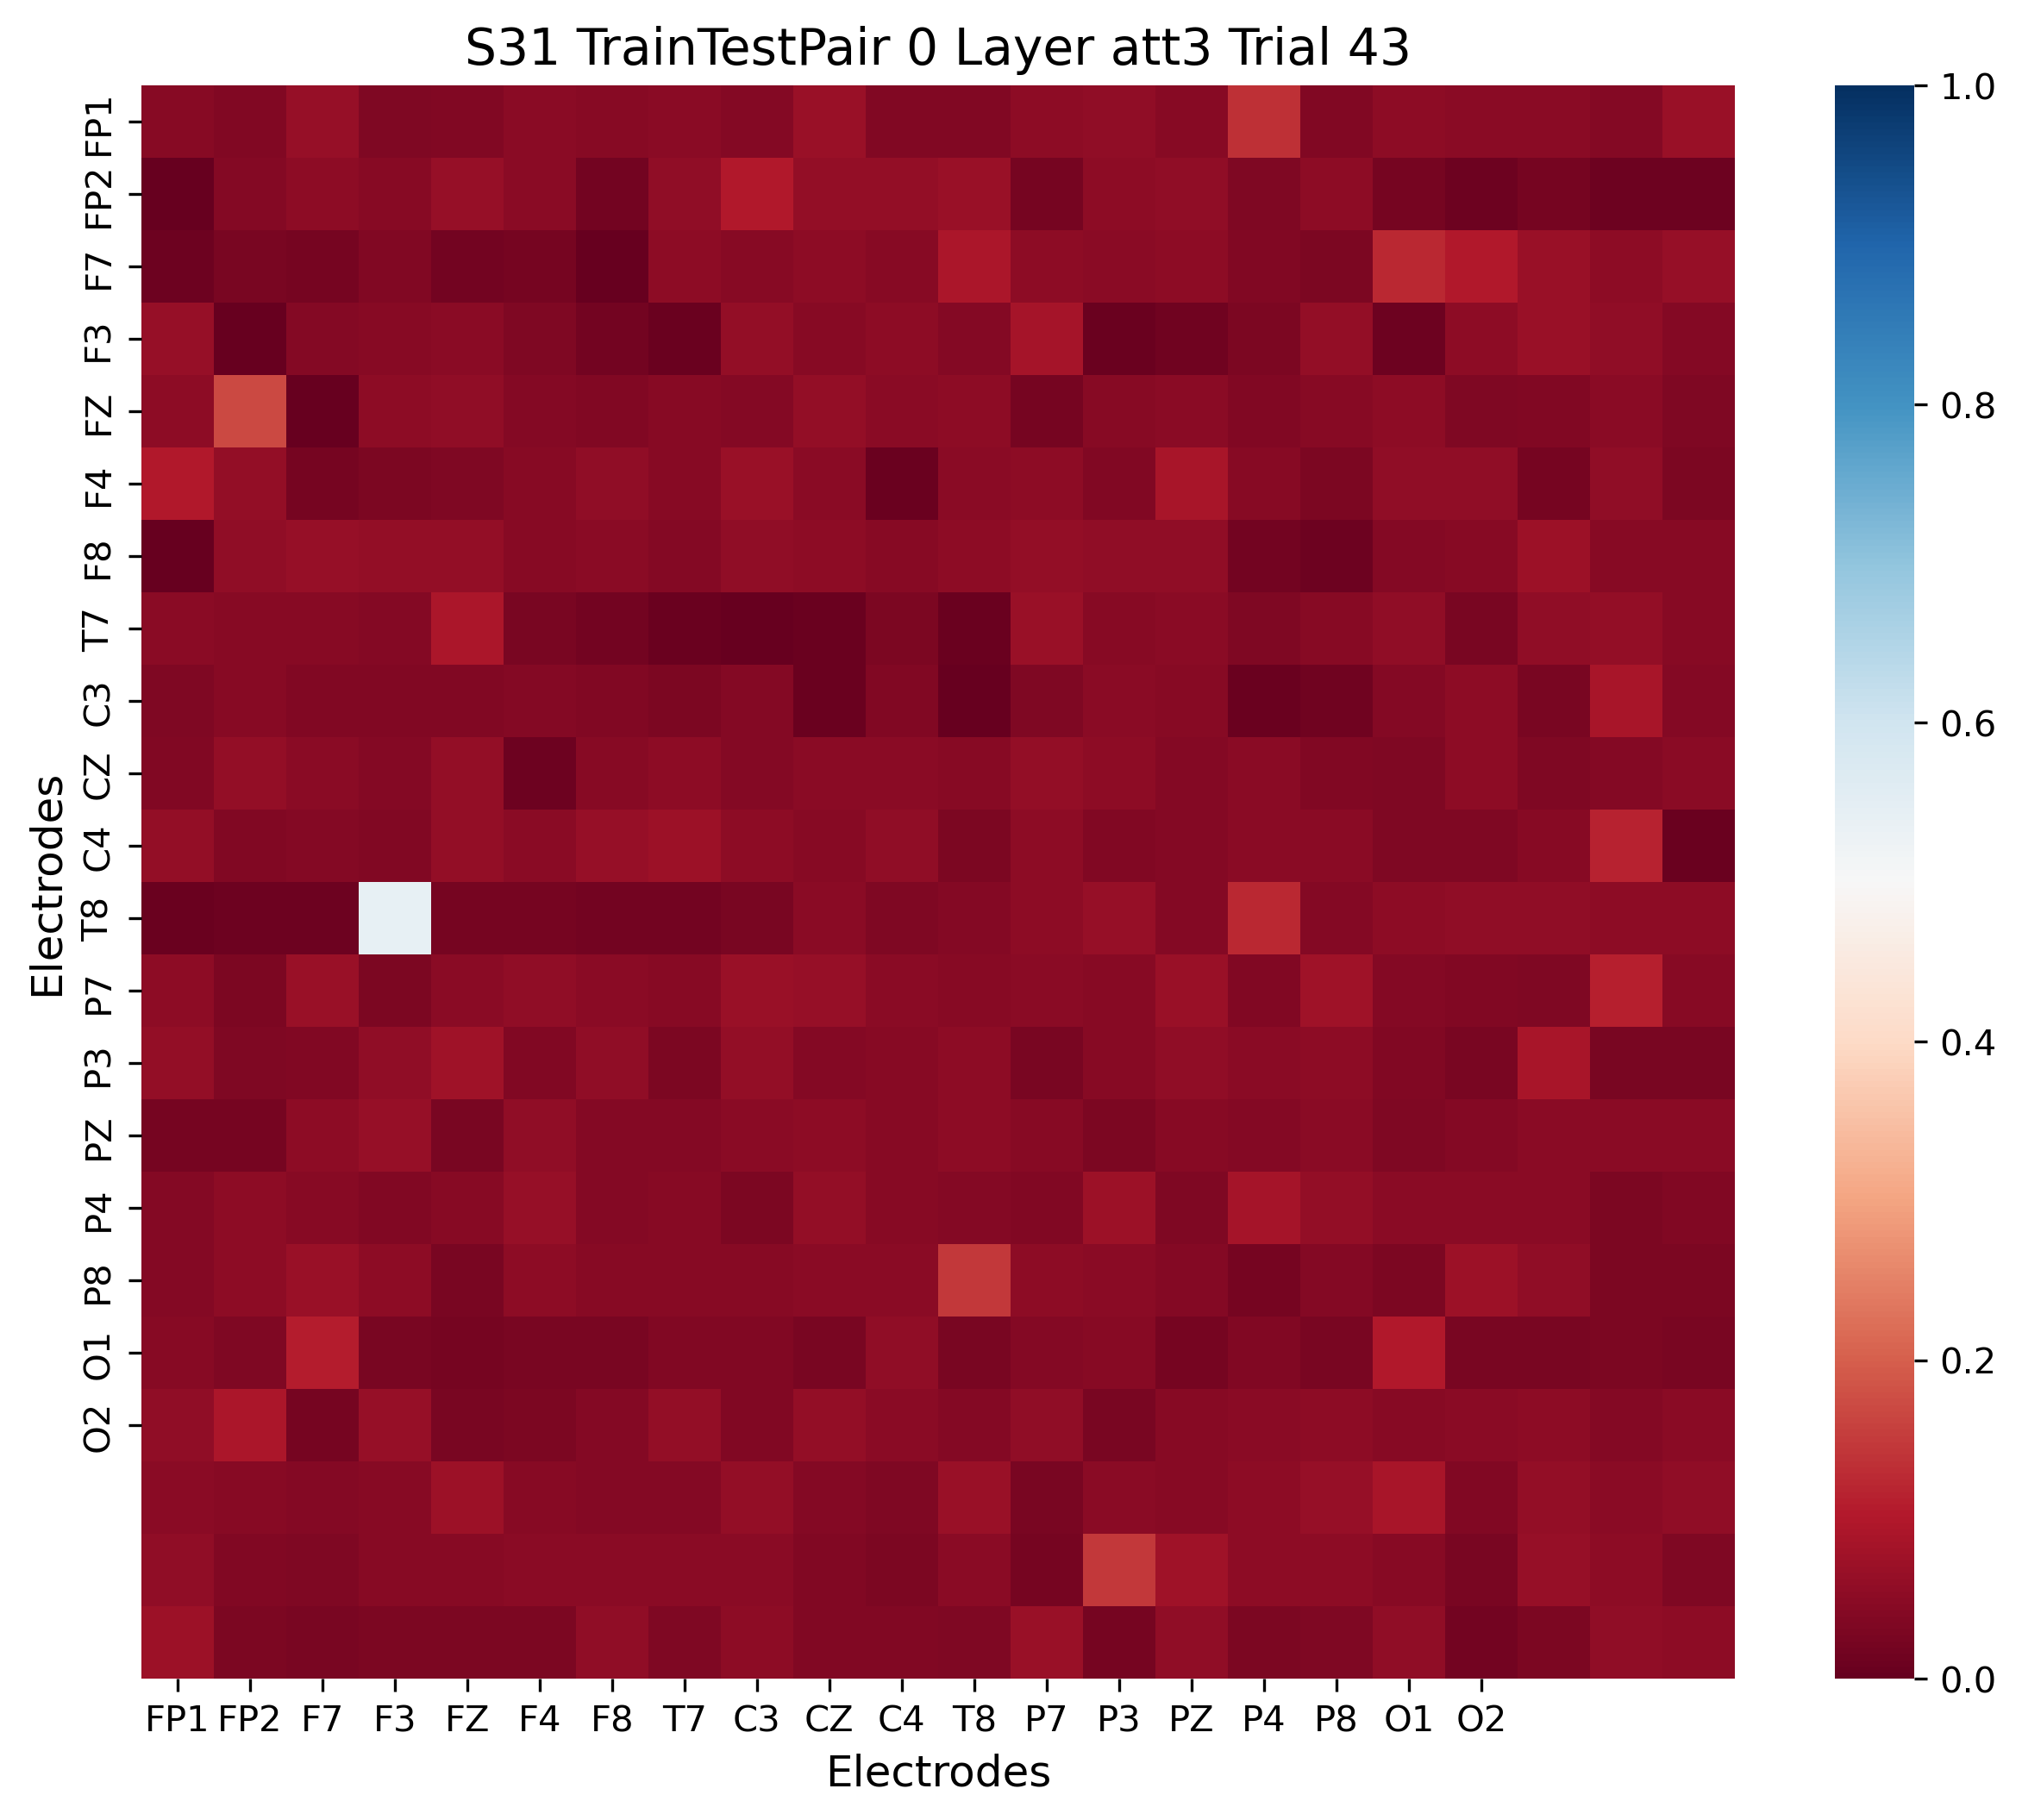 S31 TrainTestPair 0 Layer att3 Trial 43
Electrodes
FP1
FP2
F7
F3
FZ
F4
F8
T7
C3
CZ
C4
T8
P7
P3
PZ
P4
P8
O1
O2
FP1 FP2 F7 F3 FZ F4 F8 T7 C3 CZ C4 T8 P7 P3 PZ P4 P8 O1 O2
Electrodes
1.0
0.8
0.6
0.4
0.2
0.0